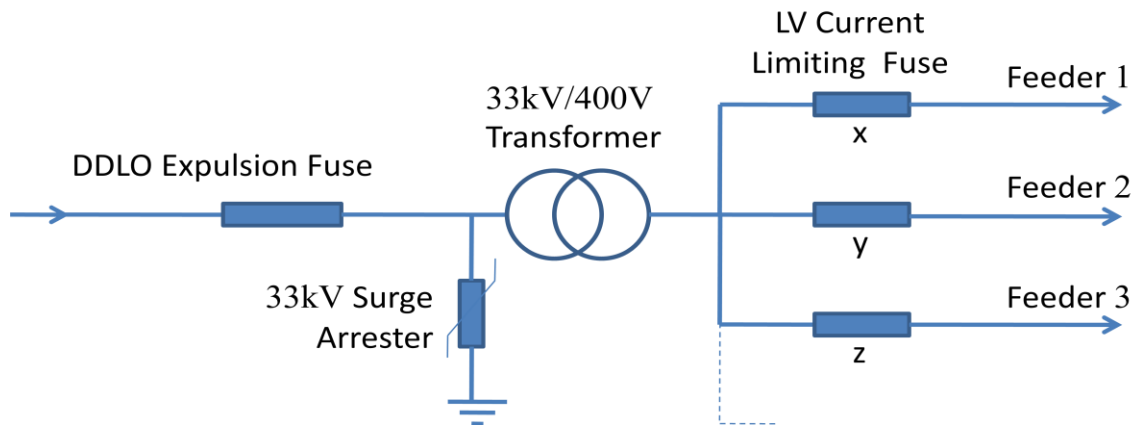 LV Current
Limiting Fuse
Feeder 1
33kV/400V
Transformer
x
DDLO Expulsion Fuse
Feeder 2
y
33kV Surge
Arrester
Feeder 3
z